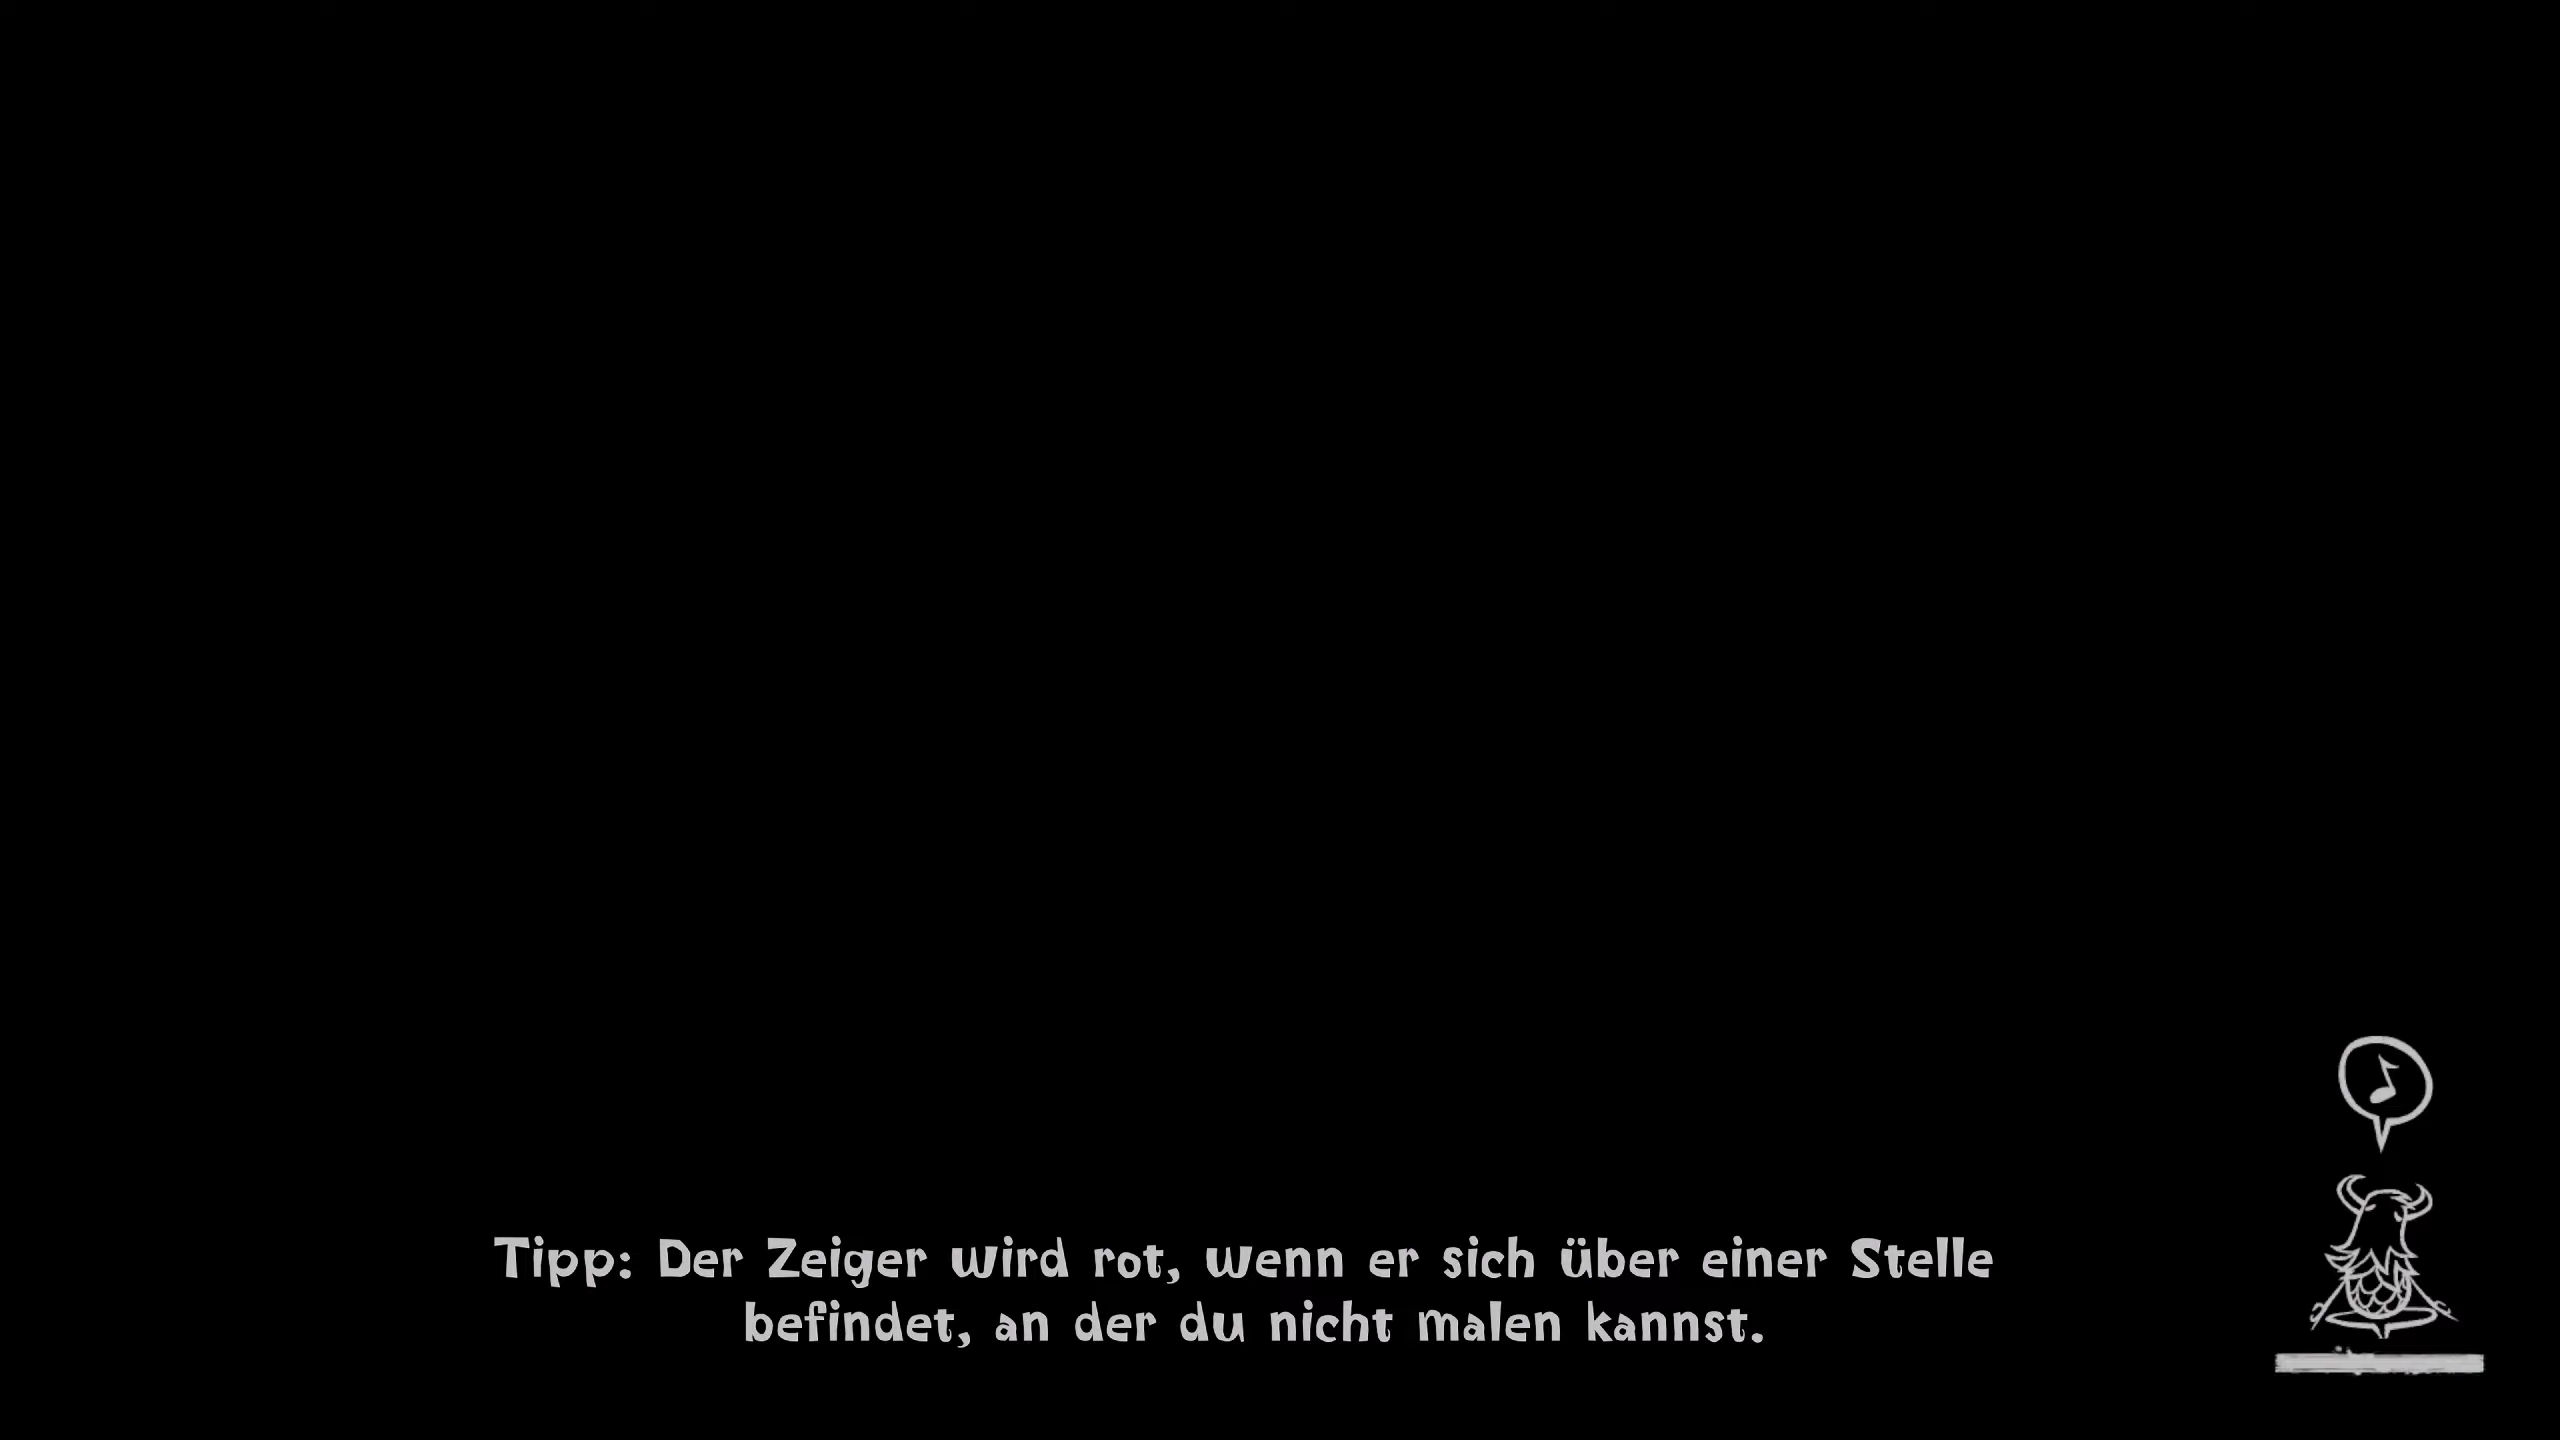 Tipp: Der Zeiger wird rot, wenn er sich über einer Stelle
befindet, an der du nicht malen kannst.